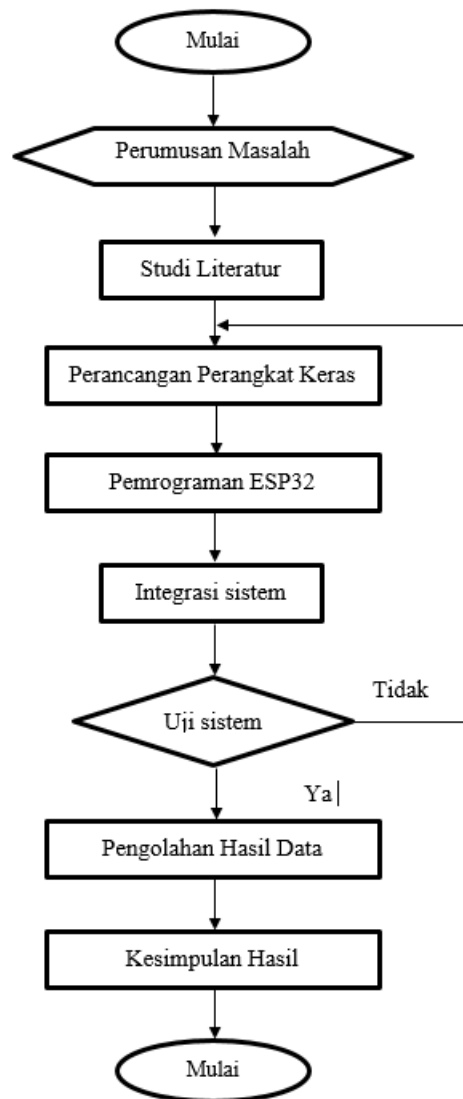 Mulai
Perumusan Masalah
Studi Literatur
Perancangan Perangkat Keras
Pemrograman ESP32
Integrasi sistem
Tidak
Uji sistem
Ya
Pengolahan Hasil Data
Kesimpulan Hasil
Mulai